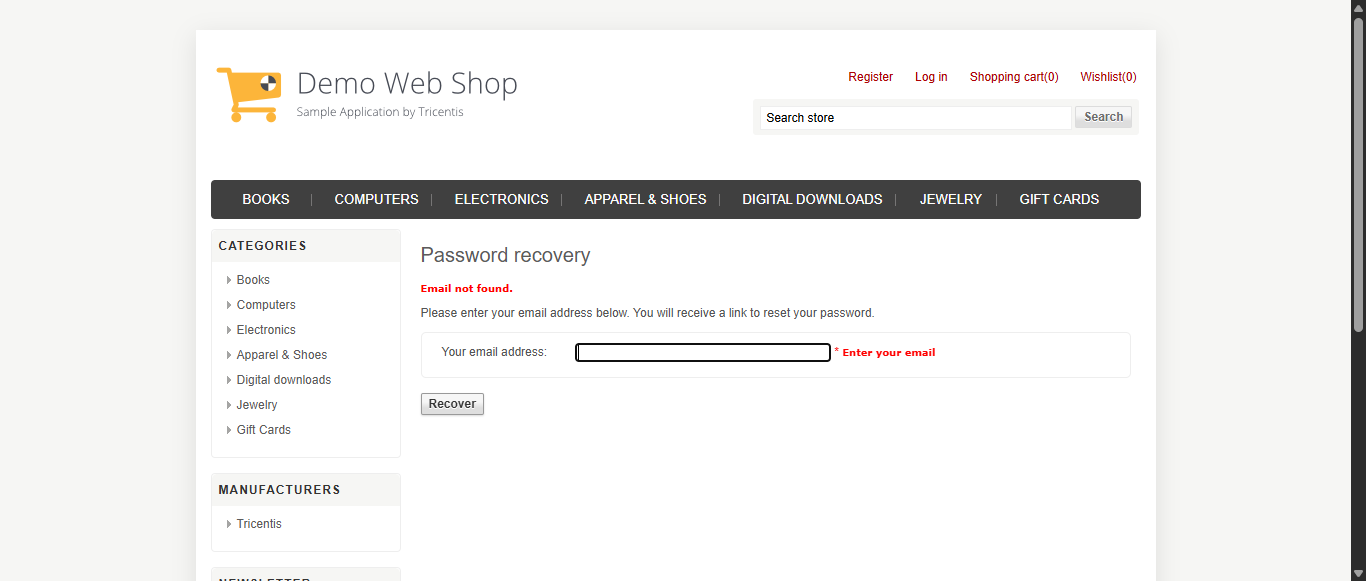 Demo Web Shop
Sample Application by Tricentis
Register Log in Shopping cart(0) Wishlist(0)
Search store Search
BOOKS COMPUTERS ELECTRONICS APPAREL & SHOES DIGITAL DOWNLOADS JEWELRY GIFT CARDS
CATEGORIES
Books
Computers
Electronics
Apparel & Shoes
Digital downloads
Jewelry
Gift Cards
MANUFACTURERS
Tricentis
NEWSLETTER
Password recovery
Email not found.
Please enter your email address below. You will receive a link to reset your password.
Your email address: * Enter your email
Recover